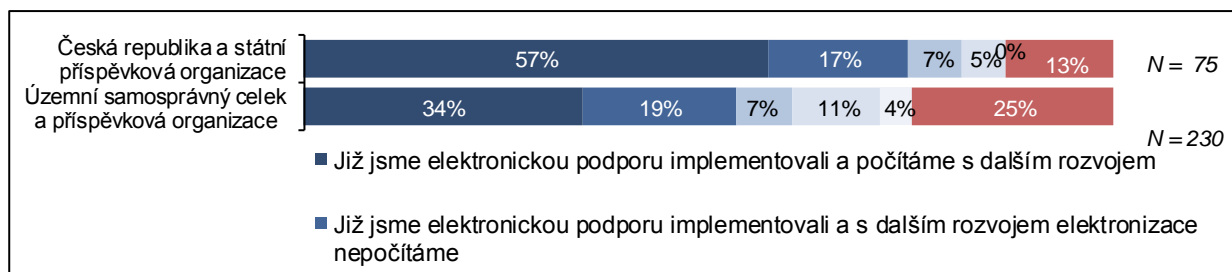 Česká republika a státní
příspěvková organizace
57%
17%
7%
5%
0%
13%
N = 75
Územní samosprávný celek
a příspěvková organizace
34%
19%
7%
11%
4%
25%
N = 230
Již jsme elektronickou podporu implementovali a počítáme s dalším rozvojem
Již jsme elektronickou podporu implementovali a s dalším rozvojem elektronizace
nepočítáme